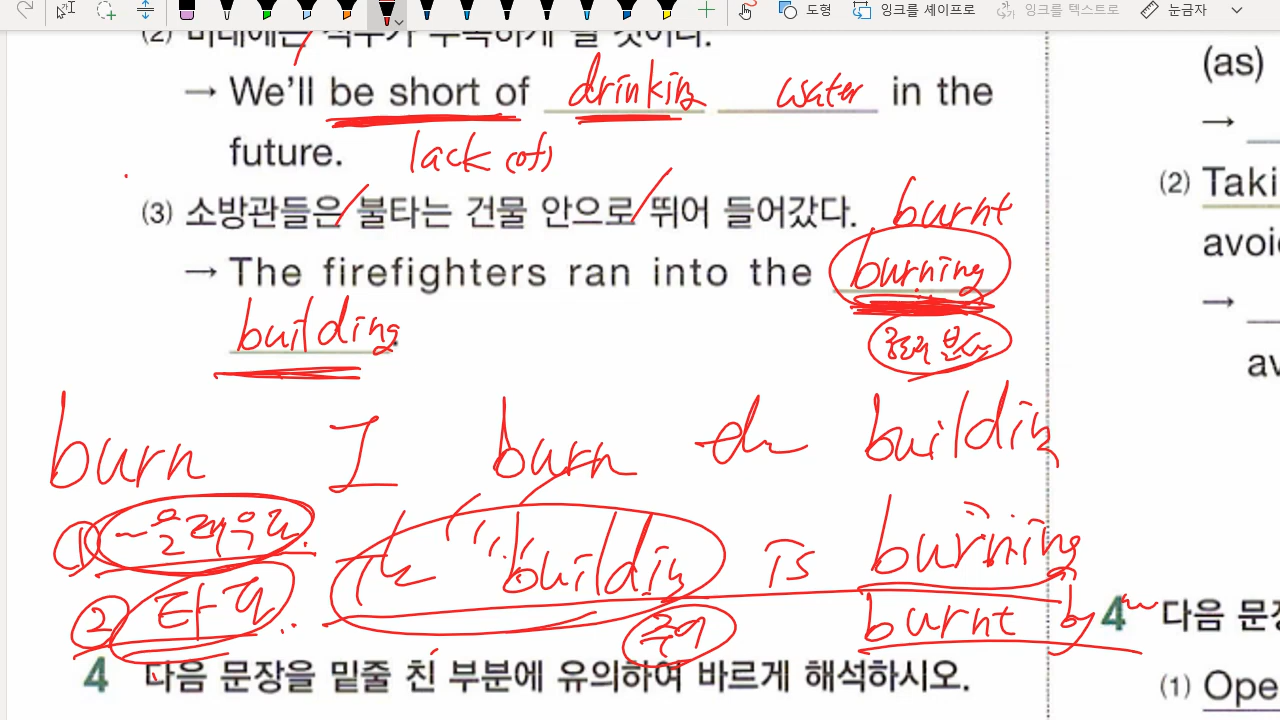 도형 잉크를 셰이프로 잉크를 텍스트로 눈금자
(2) 미래에는 식수가 부족하게 될 것이다.
→ We'll be short of drinking water in the
future. lack (of)
(3) 소방관들은 불타는 건물 안으로 뛰어 들어갔다. burnt
→ The firefighters ran into the burning
building
burn I burn the buildin
① ~을 태우다. the building is burning
② 타다. 주어 burnt by ~
4 다음 문장을 밑줄 친 부분에 유의하여 바르게 해석하시오.
(as)
→
(2) Taki
avoid
→
av
4 다음 문장
(1) Ope